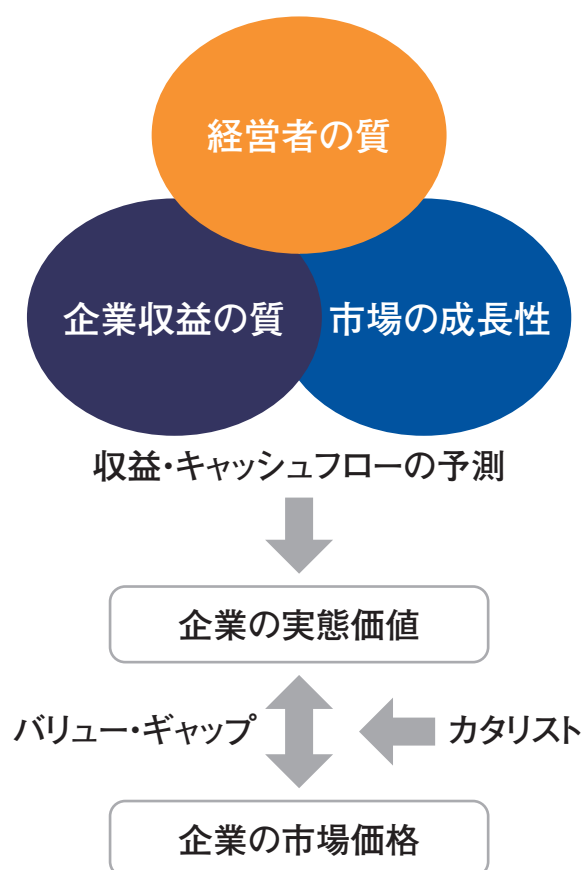 経営者の質
企業収益の質
市場の成長性
収益・キャッシュフローの予測
企業の実態価値
バリュー・ギャップ
カタリスト
企業の市場価格